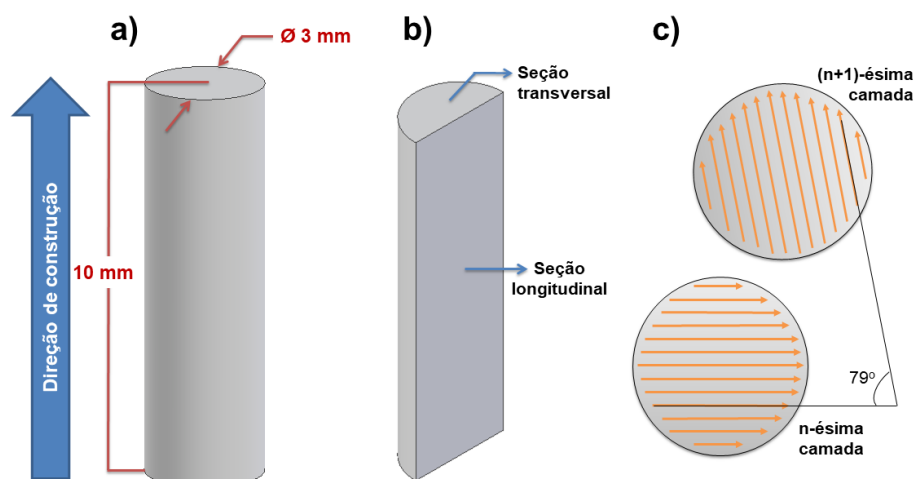 a)
Ø 3 mm
Direção de construção
10 mm
b)
Seção
transversal
Seção
longitudinal
c)
(n+1)-ésima
camada
79º
n-ésima
camada